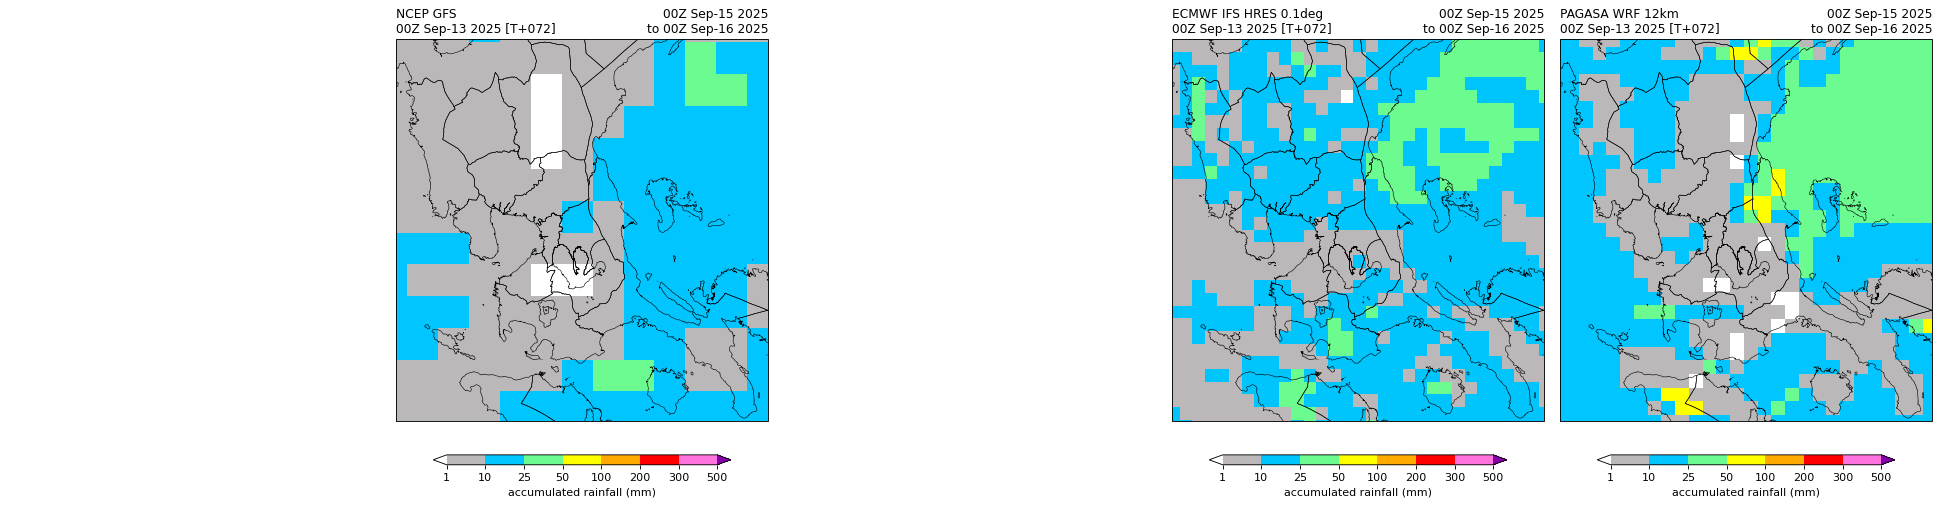 NCEP GFS 00Z Sep-15 2025
00Z Sep-13 2025 [T+072] to 00Z Sep-16 2025
1 10 25 50 100 200 300 500
accumulated rainfall (mm)
ECMWF IFS HRES 0.1deg 00Z Sep-15 2025
00Z Sep-13 2025 [T+072] to 00Z Sep-16 2025
1 10 25 50 100 200 300 500
accumulated rainfall (mm)
PAGASA WRF 12km 00Z Sep-15 2025
00Z Sep-13 2025 [T+072] to 00Z Sep-16 2025
1 10 25 50 100 200 300 500
accumulated rainfall (mm)